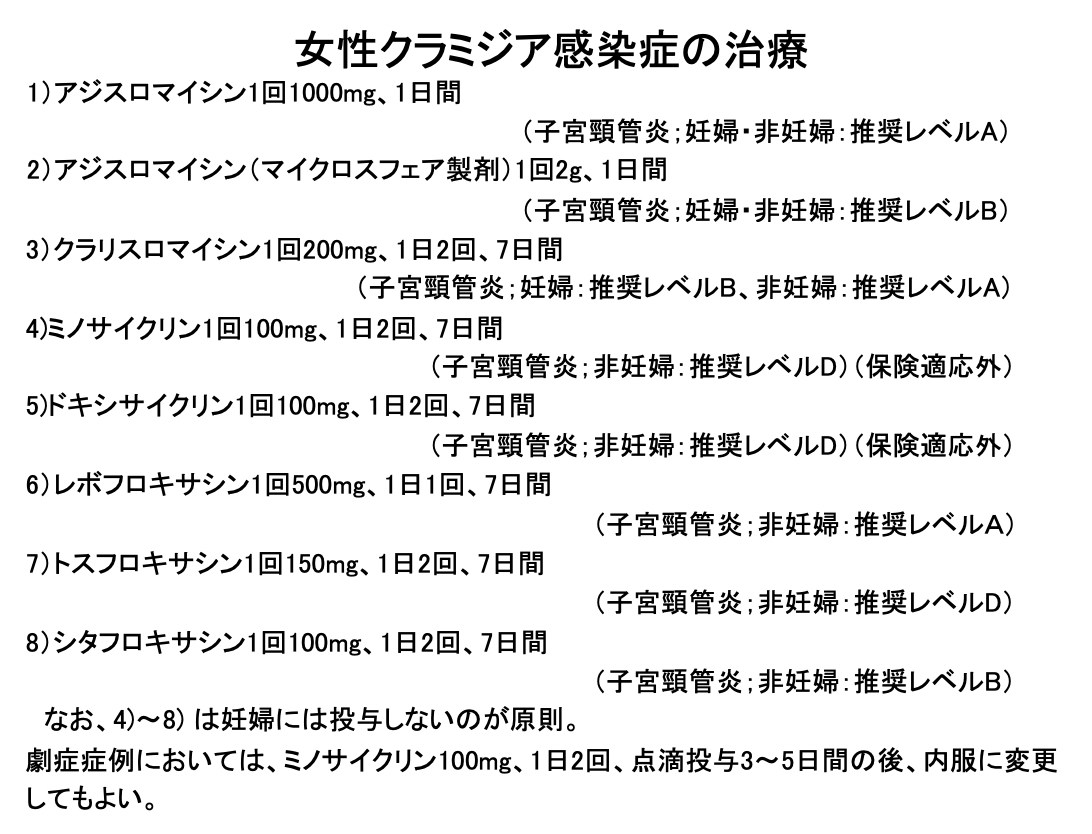 女性クラミジア感染症の治療
1）アジスロマイシン1回1000mg、1日間
（子宮頸管炎；妊婦・非妊婦：推奨レベルA）
2）アジスロマイシン（マイクロスフェア製剤）1回2g、1日間
（子宮頸管炎；妊婦・非妊婦：推奨レベルB）
3）クラリスロマイシン1回200mg、1日2回、7日間
（子宮頸管炎；妊婦：推奨レベルB、非妊婦：推奨レベルA）
4)ミノサイクリン1回100mg、1日2回、7日間
（子宮頸管炎；非妊婦：推奨レベルD）（保険適応外）
5)ドキシサイクリン1回100mg、1日2回、7日間
（子宮頸管炎；非妊婦：推奨レベルD）（保険適応外）
6）レボフロキサシン1回500mg、1日1回、7日間
（子宮頸管炎；非妊婦：推奨レベルA）
7）トスフロキサシン1回150mg、1日2回、7日間
（子宮頸管炎；非妊婦：推奨レベルD）
8）シタフロキサシン1回100mg、1日2回、7日間
（子宮頸管炎；非妊婦：推奨レベルB）
なお、4)～8) は妊婦には投与しないのが原則。
劇症症例においては、ミノサイクリン100mg、1日2回、点滴投与3～5日間の後、内服に変更
してもよい。